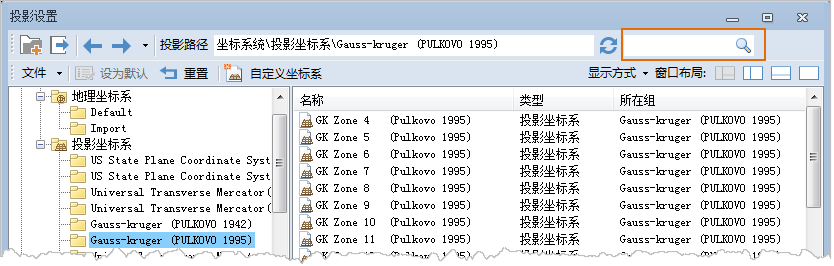 投影设置
投影路径 坐标系统\投影坐标系\Gauss-kruger (PULKOVO 1995)
文件 设为默认 重置 自定义坐标系 显示方式 窗口布局:
地理坐标系
Default
Import
投影坐标系
US State Plane Coordinate Syst
US State Plane Coordinate Syst
Universal Transverse Mercator(
Universal Transverse Mercator(
Gauss-kruger (PULKOVO 1942)
Gauss-kruger (PULKOVO 1995)
名称 类型 所在组
GK Zone 4 (Pulkovo 1995) 投影坐标系 Gauss-kruger (PULKOVO 1995)
GK Zone 5 (Pulkovo 1995) 投影坐标系 Gauss-kruger (PULKOVO 1995)
GK Zone 6 (Pulkovo 1995) 投影坐标系 Gauss-kruger (PULKOVO 1995)
GK Zone 7 (Pulkovo 1995) 投影坐标系 Gauss-kruger (PULKOVO 1995)
GK Zone 8 (Pulkovo 1995) 投影坐标系 Gauss-kruger (PULKOVO 1995)
GK Zone 9 (Pulkovo 1995) 投影坐标系 Gauss-kruger (PULKOVO 1995)
GK Zone 10 (Pulkovo 1995) 投影坐标系 Gauss-kruger (PULKOVO 1995)
GK Zone 11 (Pulkovo 1995) 投影坐标系 Gauss-kruger (PULKOVO 1995)